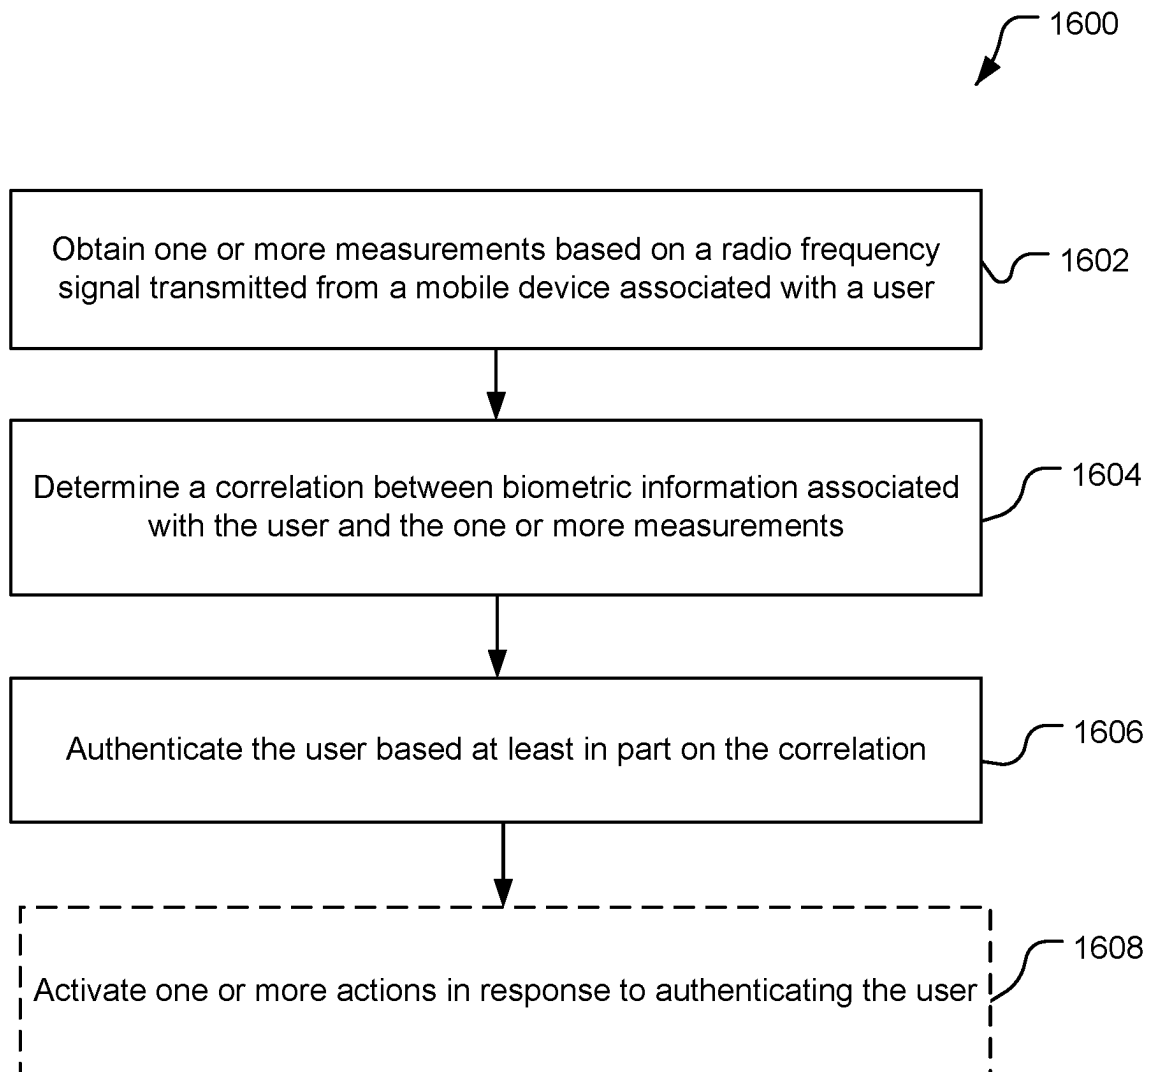 1600
Obtain one or more measurements based on a radio frequency
signal transmitted from a mobile device associated with a user
1602
Determine a correlation between biometric information associated
with the user and the one or more measurements
1604
Authenticate the user based at least in part on the correlation
1606
Activate one or more actions in response to authenticating the user
1608